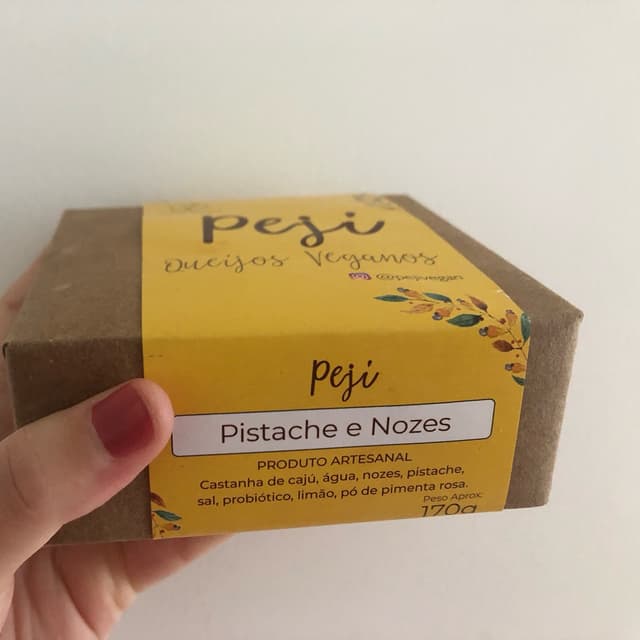 Peji
Queijos Veganos
@pejivegan
Peji
Pistache e Nozes
PRODUTO ARTESANAL
Castanha de cajú, água, nozes, pistache,
sal, probiótico, limão, pó de pimenta rosa.
Peso Aprox:
170g